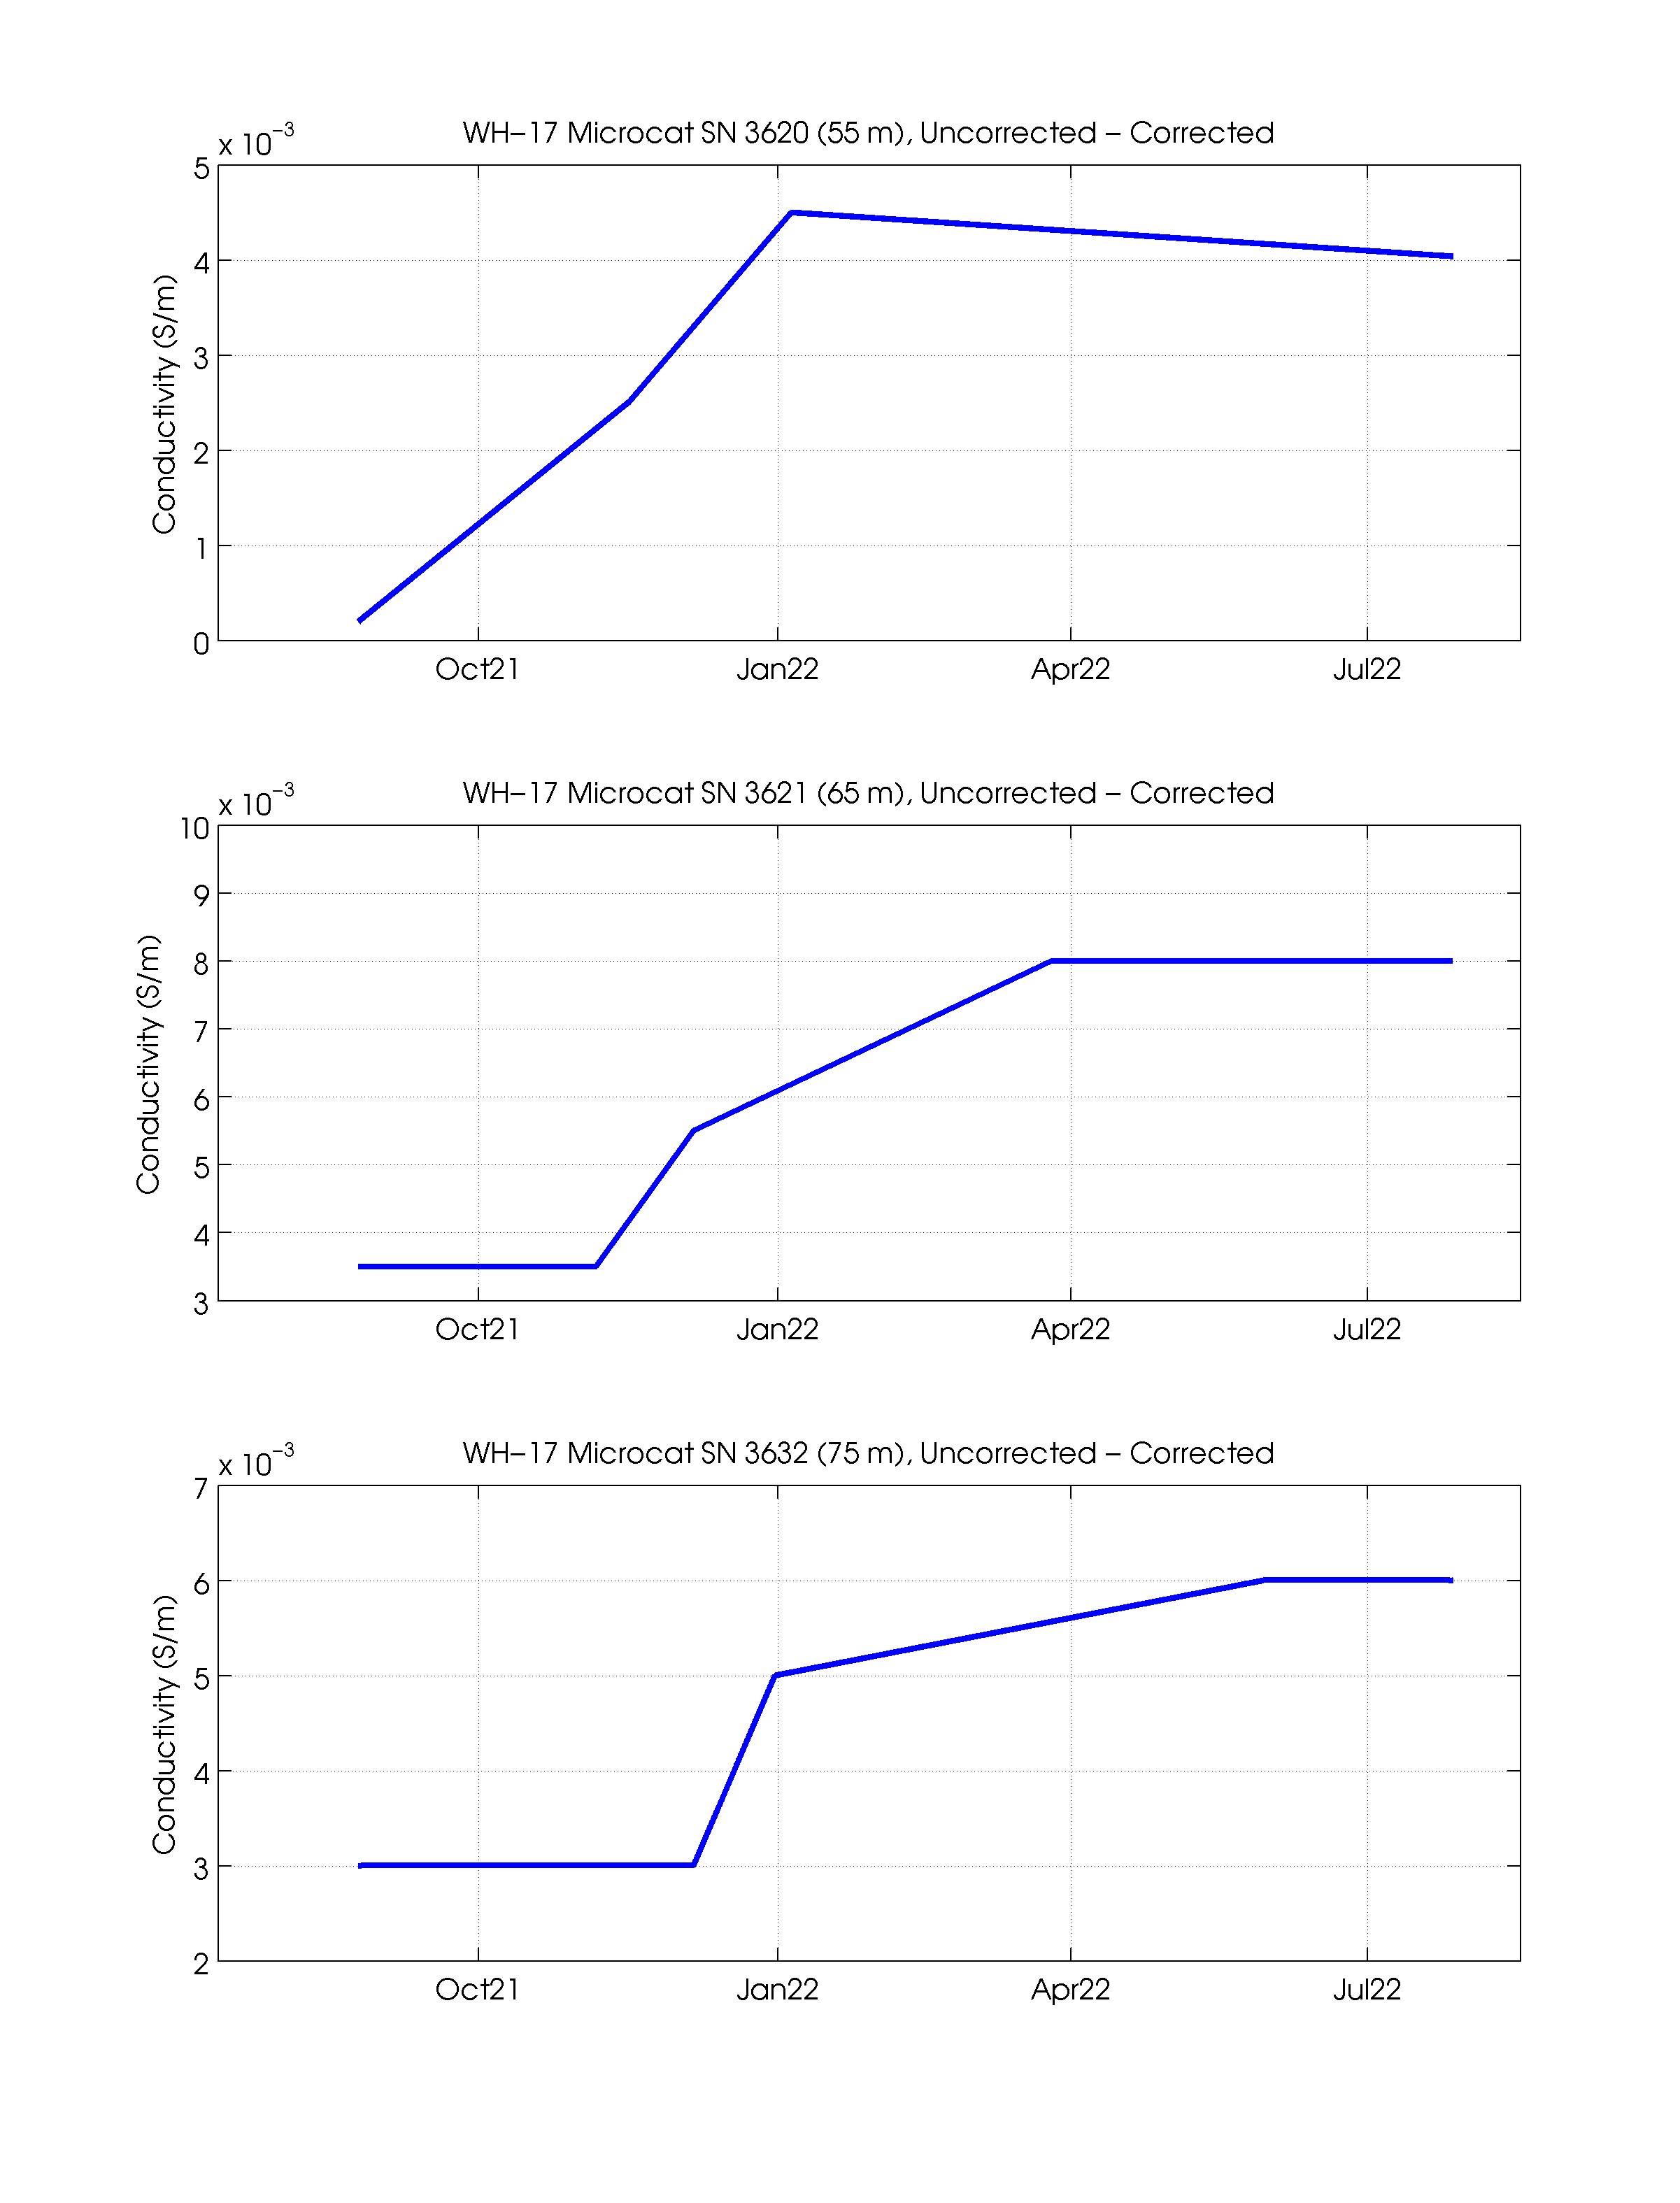 WH−17 Microcat SN 3620 (55 m), Uncorrected − Corrected
x 10−3
5
4
3
2
1
0
Conductivity (S/m)
Oct21 Jan22 Apr22 Jul22
WH−17 Microcat SN 3621 (65 m), Uncorrected − Corrected
x 10−3
10
9
8
7
6
5
4
3
Conductivity (S/m)
Oct21 Jan22 Apr22 Jul22
WH−17 Microcat SN 3632 (75 m), Uncorrected − Corrected
x 10−3
7
6
5
4
3
2
Conductivity (S/m)
Oct21 Jan22 Apr22 Jul22